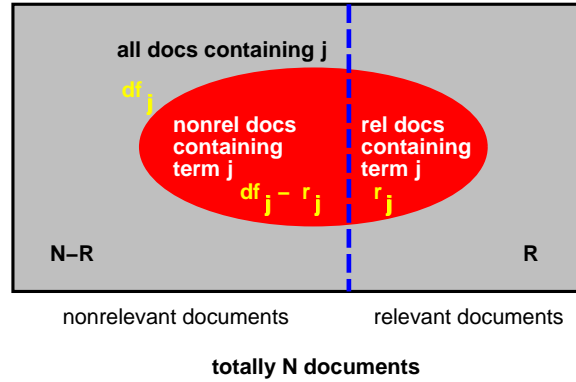 all docs containing j
df j
nonrel docs
containing
term j
df j − r j
rel docs
containing
term j
r j
N−R
R
nonrelevant documents
relevant documents
totally N documents